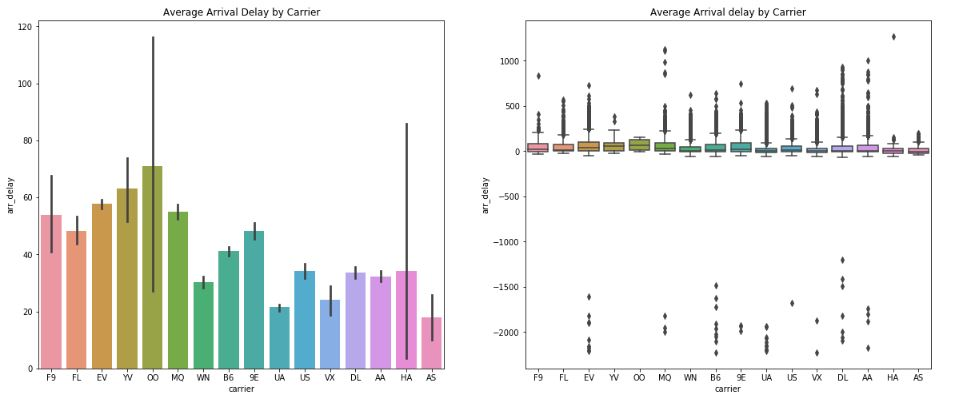 Average Arrival Delay by Carrier
120
100
80
60
40
20
0
arr_delay
F9 FL EV YV OO MQ WN B6 9E UA US VX DL AA HA AS
carrier
Average Arrival delay by Carrier
1000
500
0
−500
−1000
−1500
−2000
arr_delay
F9 FL EV YV OO MQ WN B6 9E UA US VX DL AA HA AS
carrier